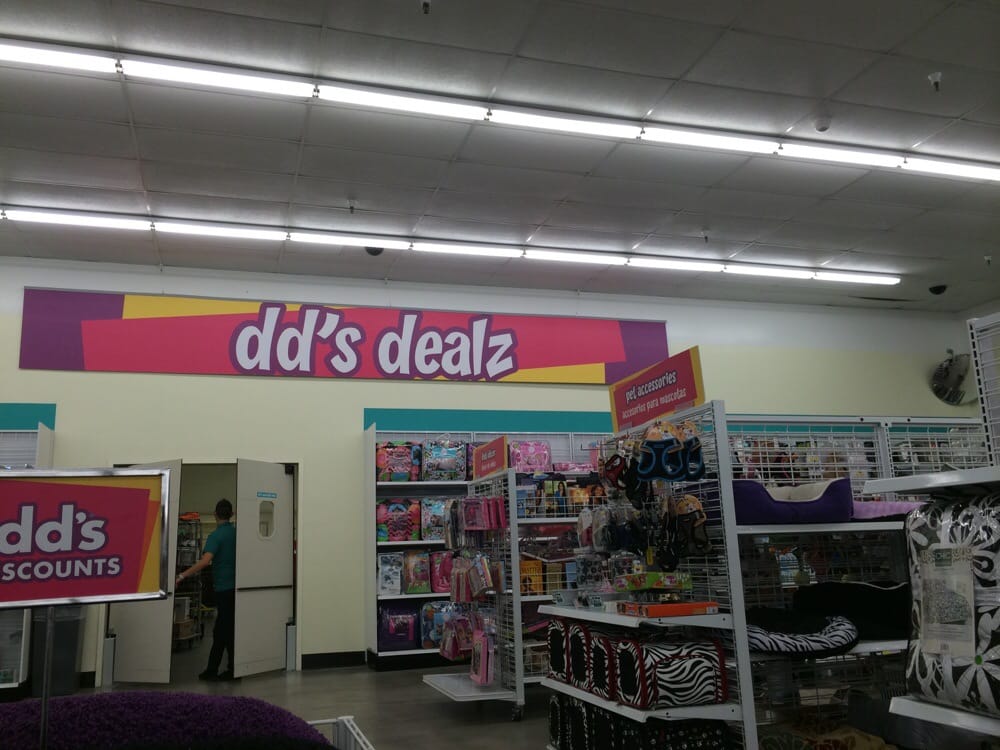 dd's dealz
pet accessories
accesorios para mascotas
dd's
SCOUNTS